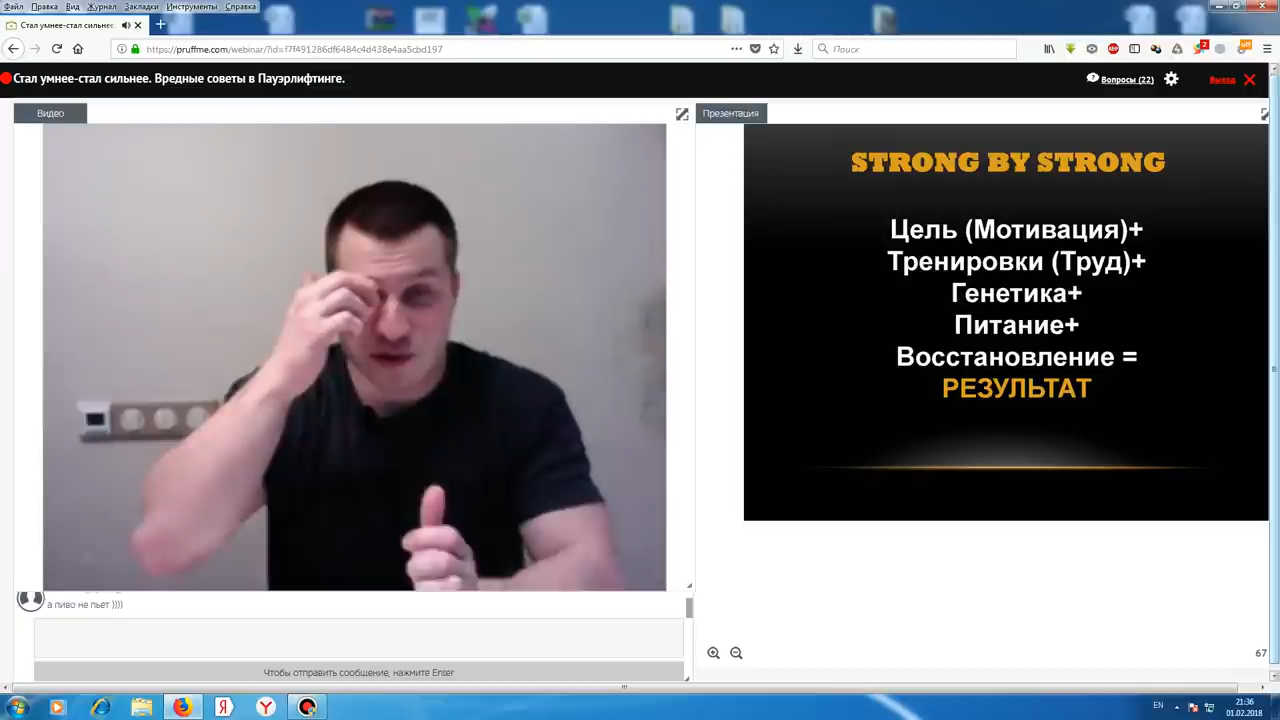 Файл Правка Вид Журнал Закладки Инструменты Справка
Стал умнее-стал сильнее.
https://pruffme.com/webinar/?id=f7f491286df6484c4d438e4aa5cbd197
Поиск
Стал умнее-стал сильнее. Вредные советы в Пауэрлифтинге.
Вопросы (22)
Выход
Видео
Презентация
STRONG BY STRONG
Цель (Мотивация)+
Тренировки (Труд)+
Генетика+
Питание+
Восстановление =
РЕЗУЛЬТАТ
а пиво не пьет ))))
Чтобы отправить сообщение, нажмите Enter
67
EN
21:36
01.02.2018